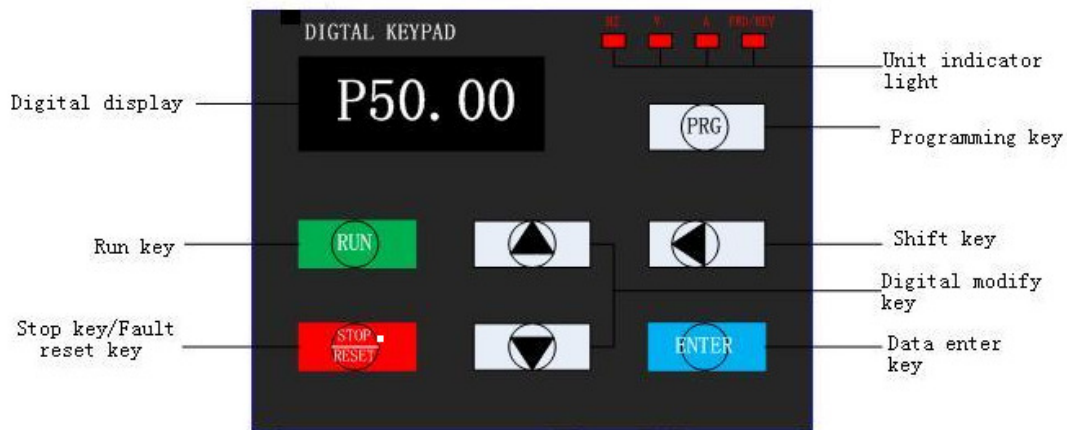 DIGTAL KEYPAD
HZ V A FWD/REV
P50.00
Digital display
Unit indicator
light
PRG
Programming key
RUN
Run key
Shift key
Digital modify
key
STOP
RESET
Stop key/Fault
reset key
ENTER
Data enter
key